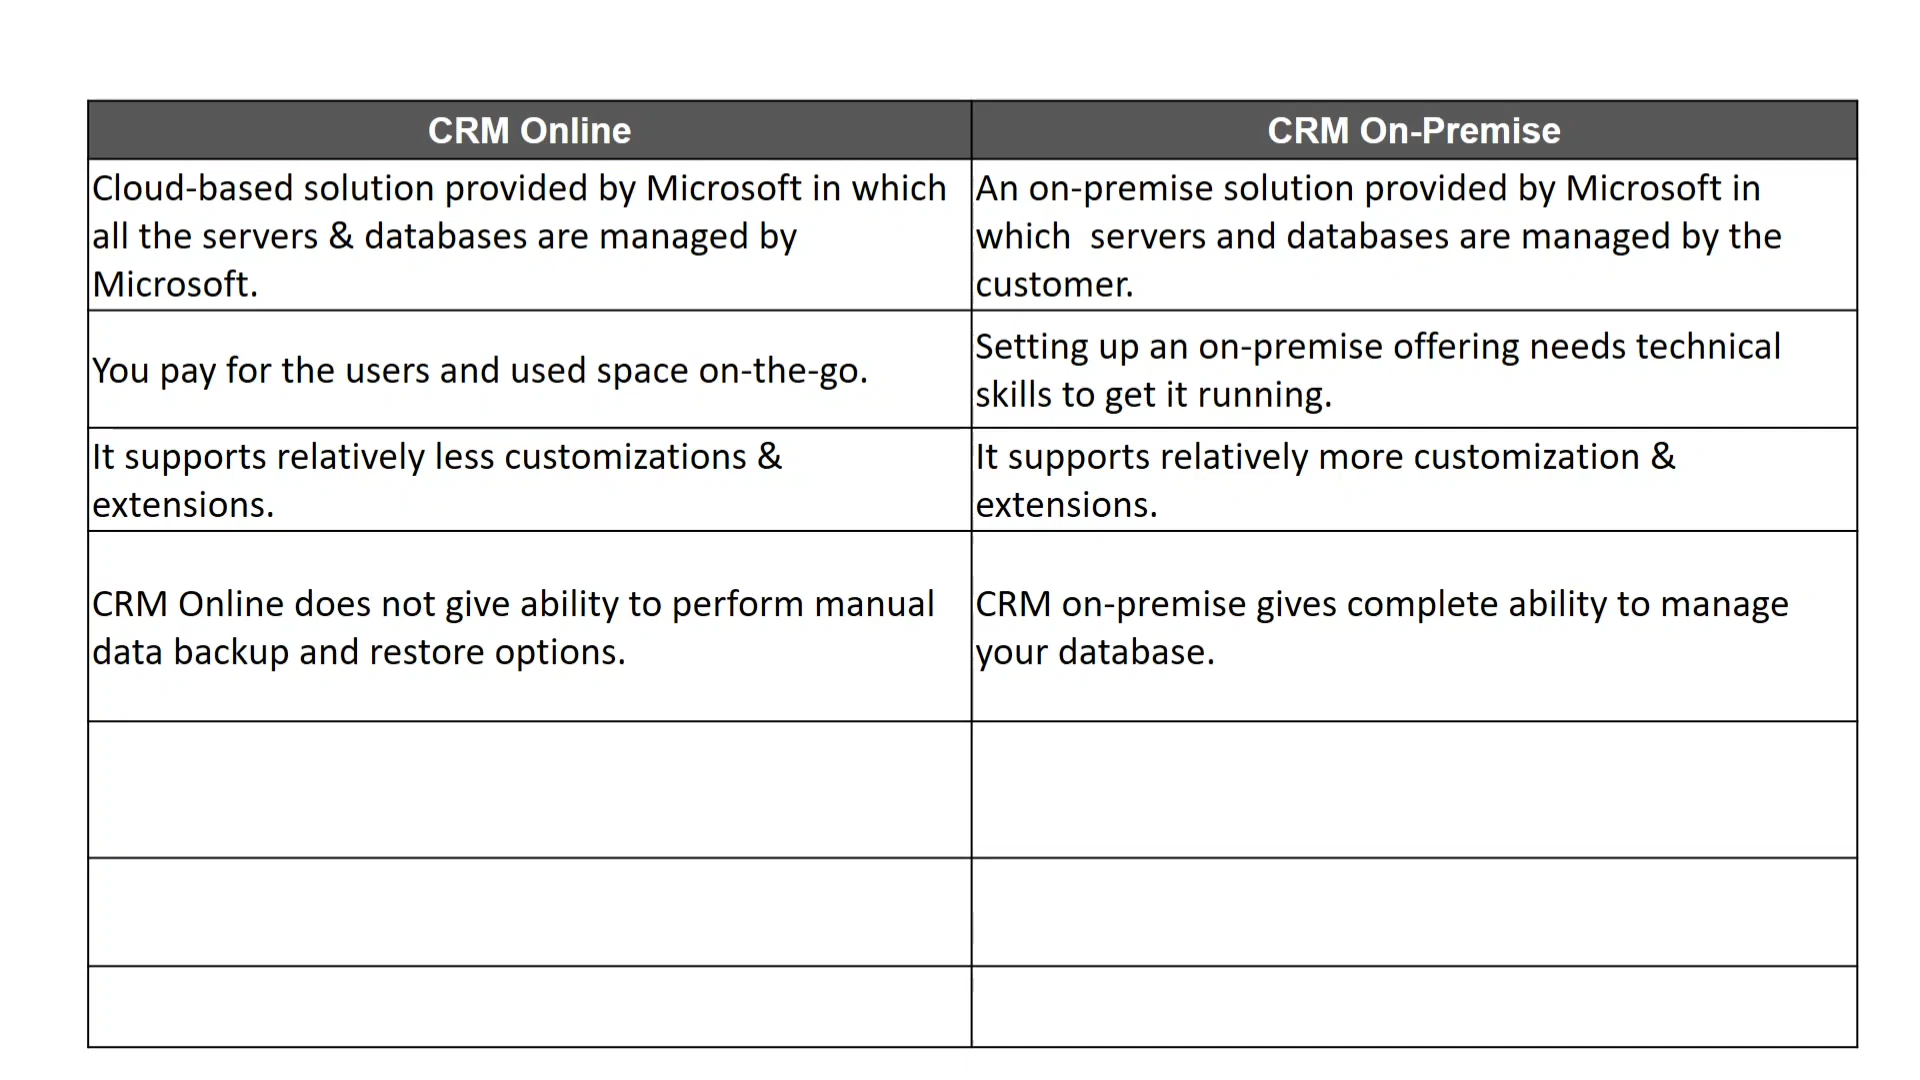 CRM Online
CRM On-Premise
Cloud-based solution provided by Microsoft in which
all the servers & databases are managed by
Microsoft.
An on-premise solution provided by Microsoft in
which  servers and databases are managed by the
customer.
You pay for the users and used space on-the-go.
Setting up an on-premise offering needs technical
skills to get it running.
It supports relatively less customizations &
extensions.
It supports relatively more customization &
extensions.
CRM Online does not give ability to perform manual
data backup and restore options.
CRM on-premise gives complete ability to manage
your database.